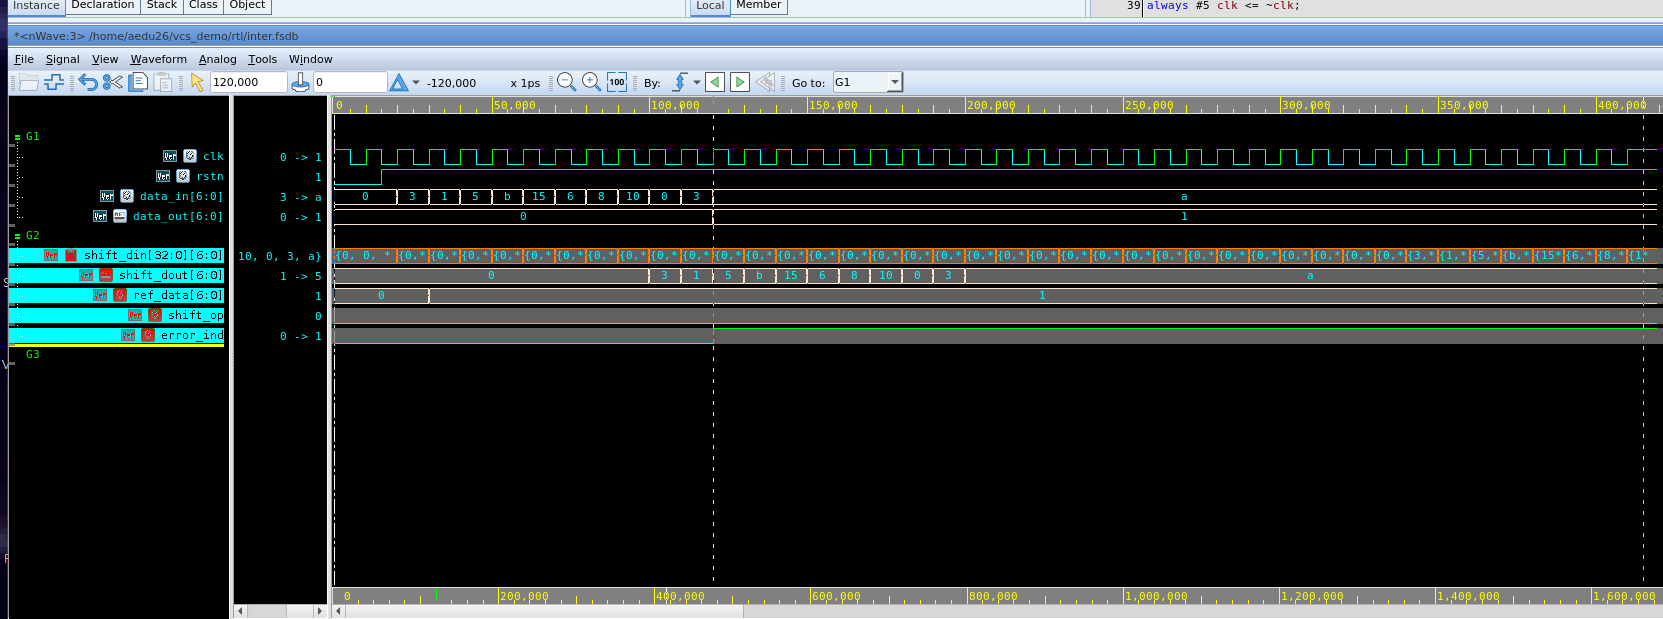 Instance Declaration Stack Class Object Local Member 39 always #5 clk <= ~clk;
*<nWave:3> /home/aedu26/vcs_demo/rtl/inter.fsdb
File Signal View Waveform Analog Tools Window
120,000 0 -120,000 x 1ps 100 By: Go to: G1
0 50,000 100,000 150,000 200,000 250,000 300,000 350,000 400,000
G1
clk 0 -> 1
rstn 1
data_in[6:0] 3 -> a 0 3 1 5 b 15 6 8 10 0 3 a
data_out[6:0] 0 -> 1 0 1
G2
shift_din[32:0][6:0] 10, 0, 3, a} {0, 0, * {0,* {0,* {0,* {0,* {0,* {0,* {0,* {0,* {0,* {0,* {0,* {0,* {0,* {0,* {0,* {0,* {0,* {0,* {0,* {0,* {0,* {0,* {0,* {0,* {0,* {0,* {0,* {0,* {0,* {0,* {0,* {0,* {3,* {1,* {5,* {b,* {15* {6,* {8,* {1*
shift_dout[6:0] 1 -> 5 0 3 1 5 b 15 6 8 10 0 3 a
ref_data[6:0] 1 0 1
shift_op 0
error_ind 0 -> 1
G3
0 200,000 400,000 600,000 800,000 1,000,000 1,200,000 1,400,000 1,600,000